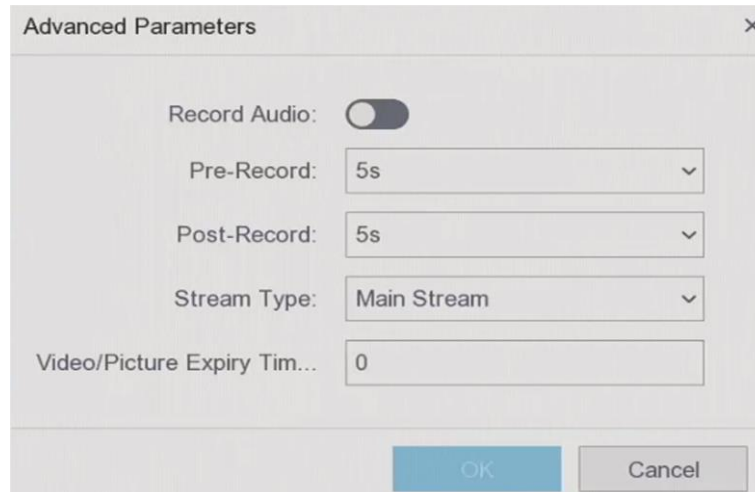 Advanced Parameters
Record Audio:
Pre-Record: 5s
Post-Record: 5s
Stream Type: Main Stream
Video/Picture Expiry Tim... 0
OK Cancel